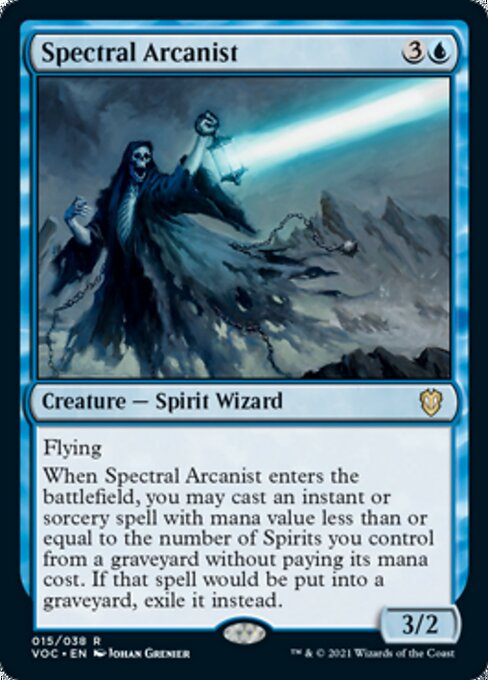 Spectral Arcanist 3
Creature — Spirit Wizard
Flying
When Spectral Arcanist enters the
battlefield, you may cast an instant or
sorcery spell with mana value less than or
equal to the number of Spirits you control
from a graveyard without paying its mana
cost. If that spell would be put into a
graveyard, exile it instead.
3/2
015/038 R
VOC • EN Johan Grenier
™ & © 2021 Wizards of the Coast